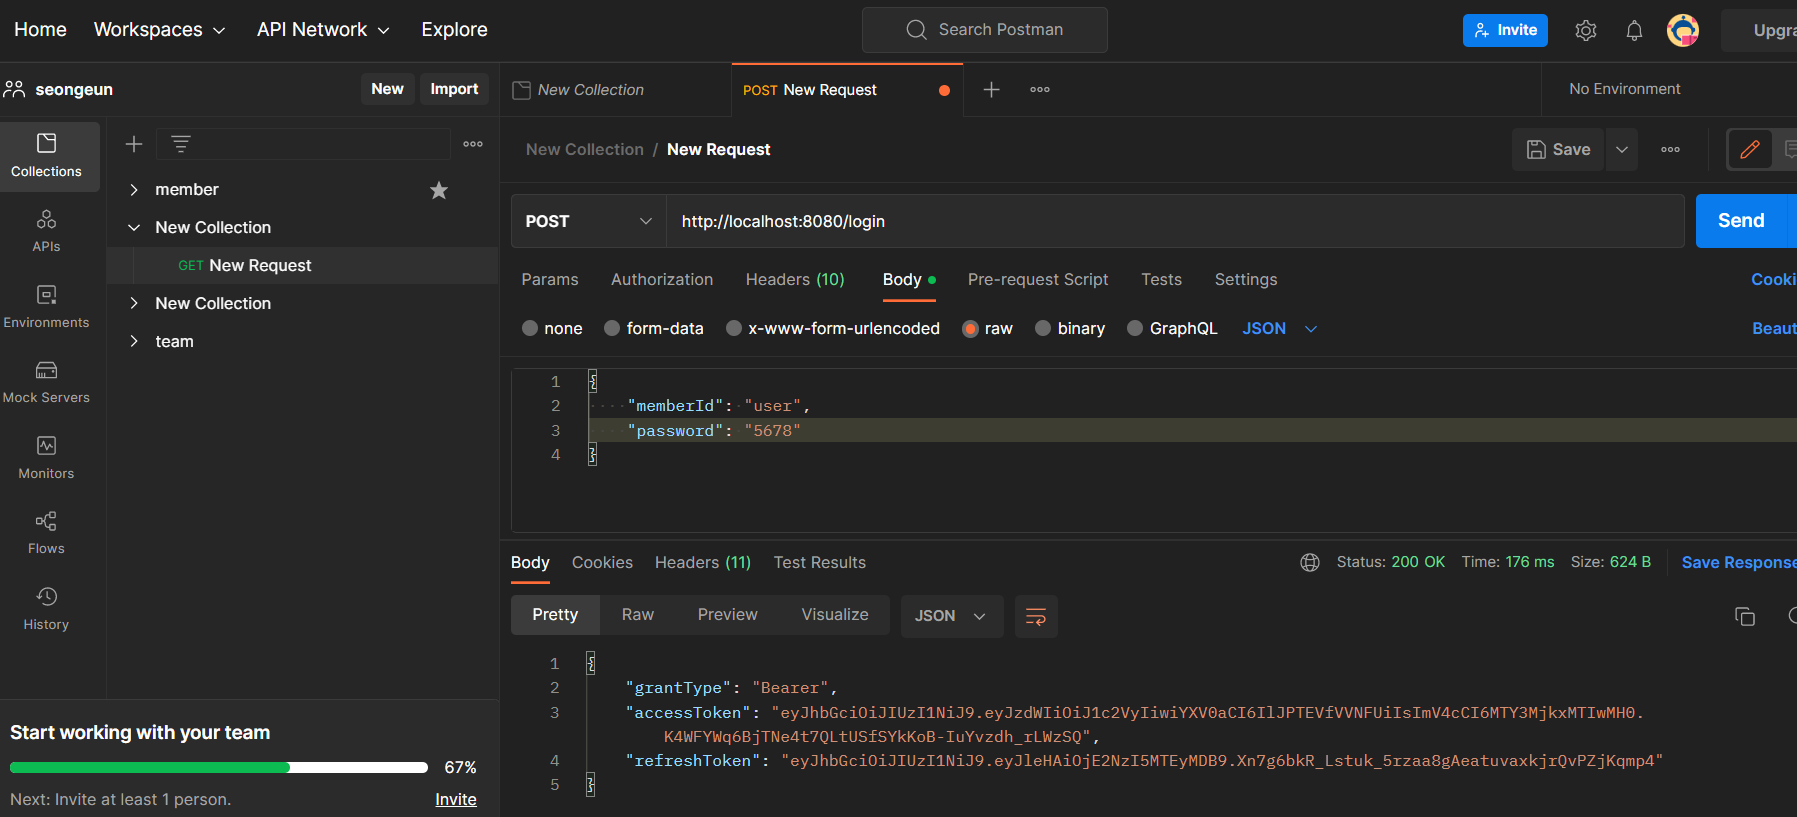 Home Workspaces API Network Explore Search Postman Invite Upgra
seongeun New Import New Collection POST New Request No Environment
Collections
APIs
Environments
Mock Servers
Monitors
Flows
History
member
New Collection
GET New Request
New Collection
team
New Collection / New Request Save
POST http://localhost:8080/login Send
Params Authorization Headers (10) Body Pre-request Script Tests Settings Cooki
none form-data x-www-form-urlencoded raw binary GraphQL JSON Beaut
1 {
2 "memberId": "user",
3 "password": "5678"
4 }
Body Cookies Headers (11) Test Results Status: 200 OK Time: 176 ms Size: 624 B Save Response
Pretty Raw Preview Visualize JSON
1 {
2 "grantType": "Bearer",
3 "accessToken": "eyJhbGciOiJIUzI1NiJ9.eyJzdWIiOiJ1c2VyIiwiYXV0aCI6IlJPTEVfVVNFUiIsImV4cCI6MTY3MjkxMTIwMH0.
K4WFYWq6BjTNe4t7QLtUSfSYkKoB-IuYvzdh_rLWzSQ",
4 "refreshToken": "eyJhbGciOiJIUzI1NiJ9.eyJleHAiOjE2NzI5MTEyMDB9.Xn7g6bkR_Lstuk_5rzaa8gAeatuvaxkjrQvPZjKqmp4"
5 }
Start working with your team
67%
Next: Invite at least 1 person. Invite